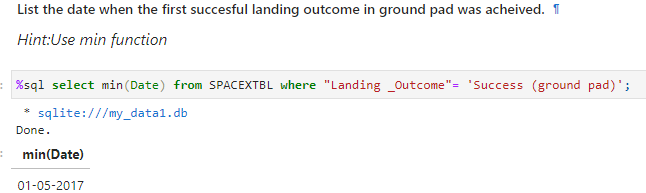 List the date when the first succesful landing outcome in ground pad was acheived. ¶
Hint:Use min function
: %sql select min(Date) from SPACEXTBL where "Landing _Outcome"= 'Success (ground pad)';
* sqlite:///my_data1.db
Done.
: min(Date)
01-05-2017